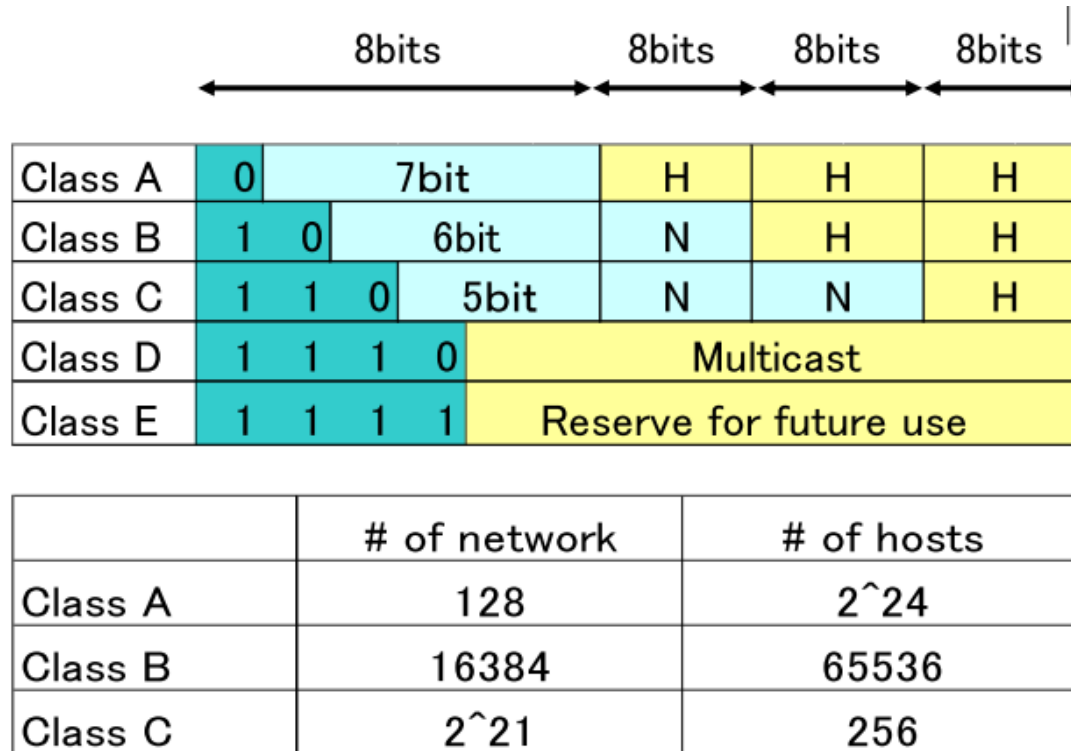 8bits 8bits 8bits 8bits
Class A 0 7bit H H H
Class B 1 0 6bit N H H
Class C 1 1 0 5bit N N H
Class D 1 1 1 0 Multicast
Class E 1 1 1 1 Reserve for future use
# of network # of hosts
Class A 128 2^24
Class B 16384 65536
Class C 2^21 256